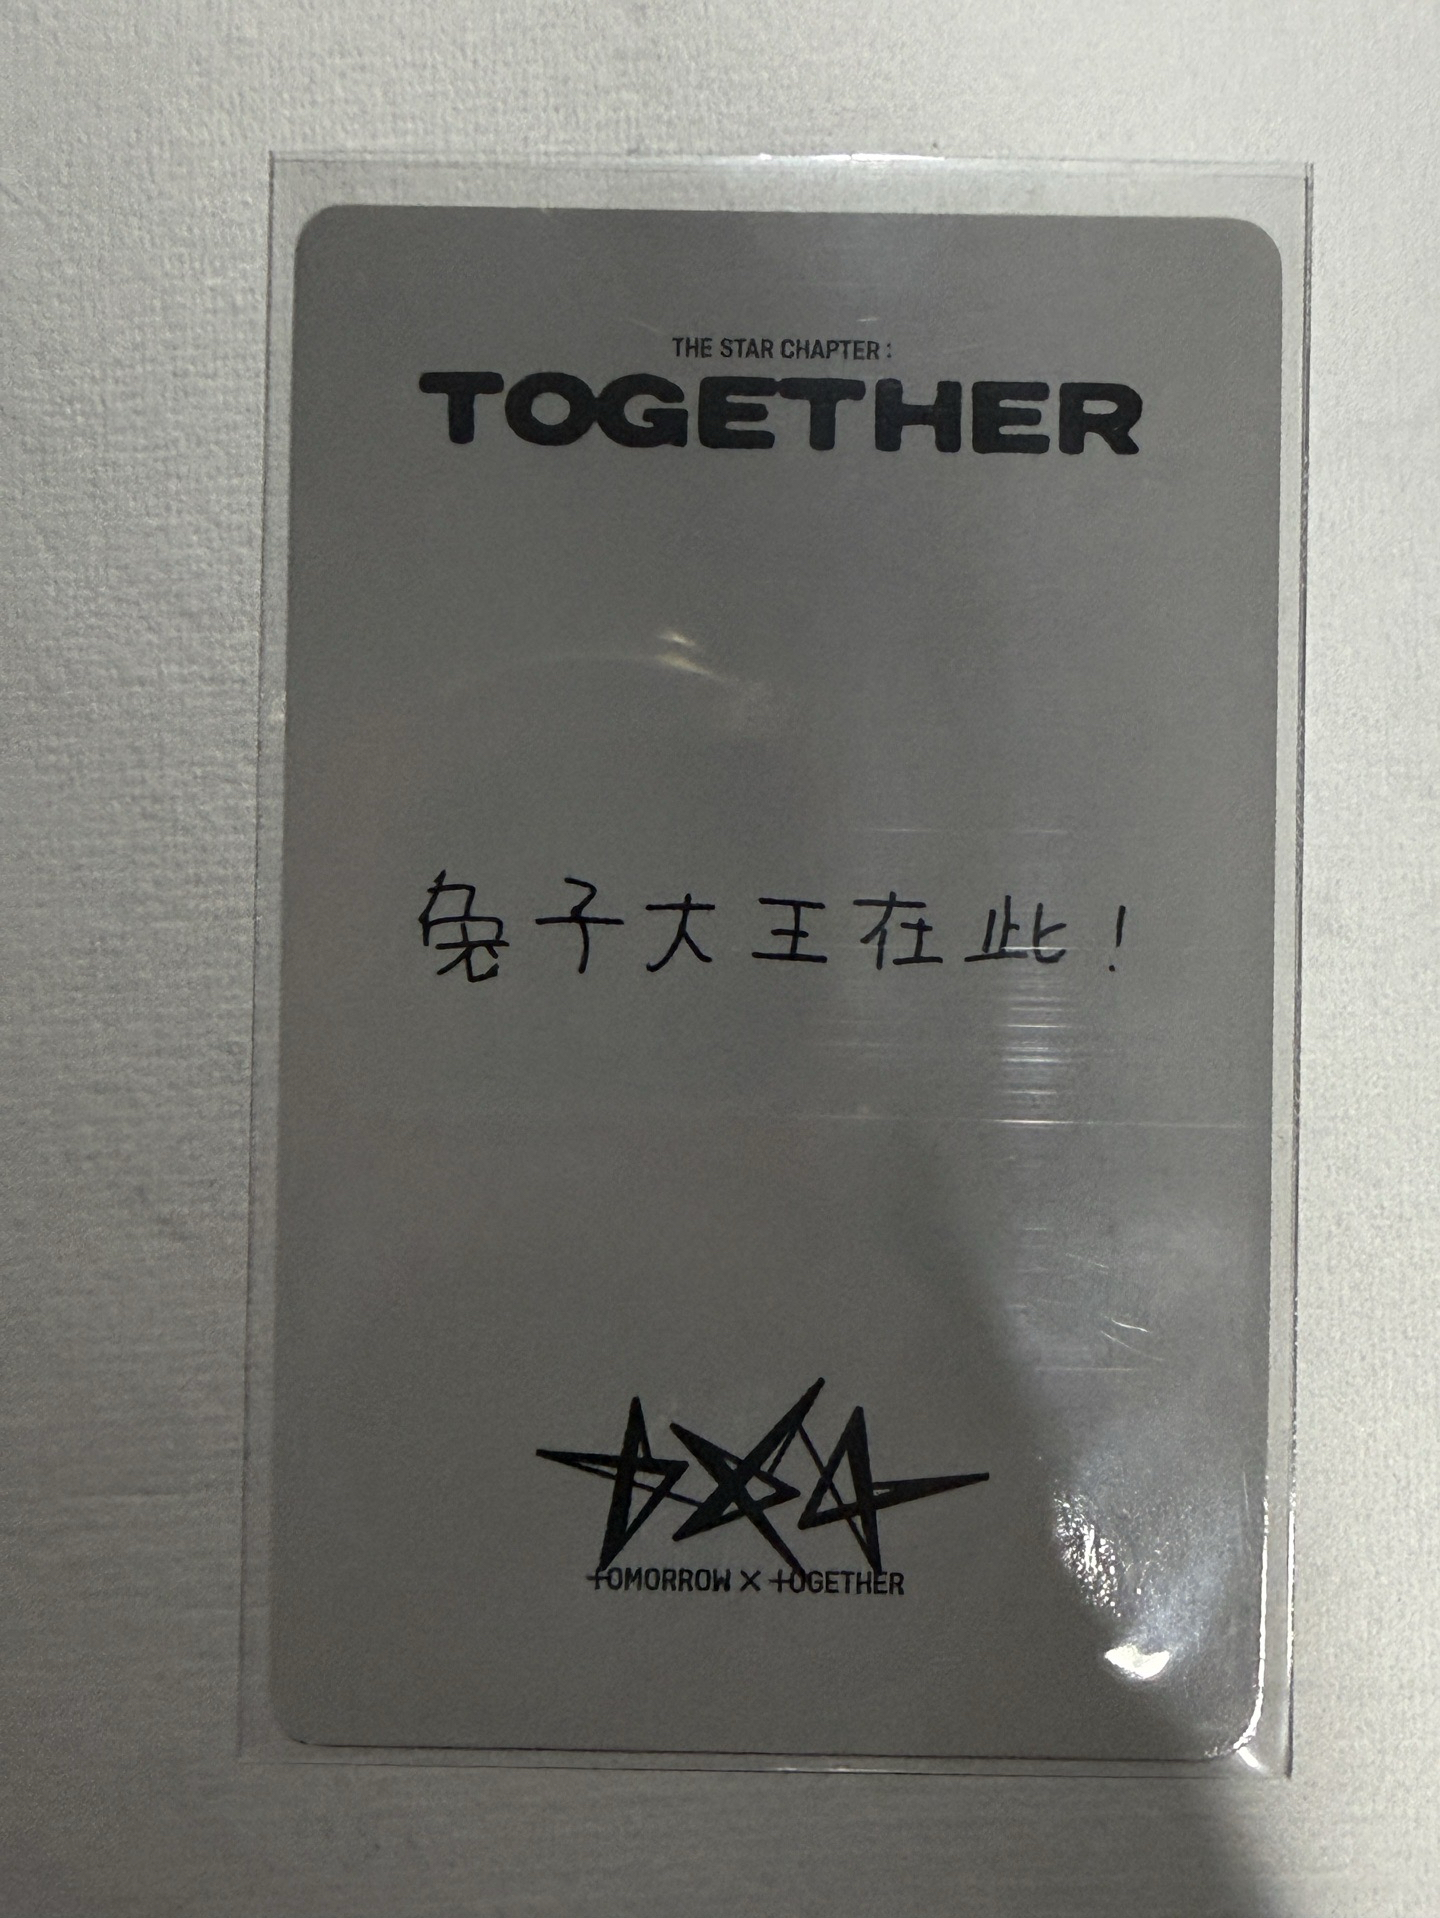 THE STAR CHAPTER :
TOGETHER
兔子大王在此！
TOMORROW X TOGETHER